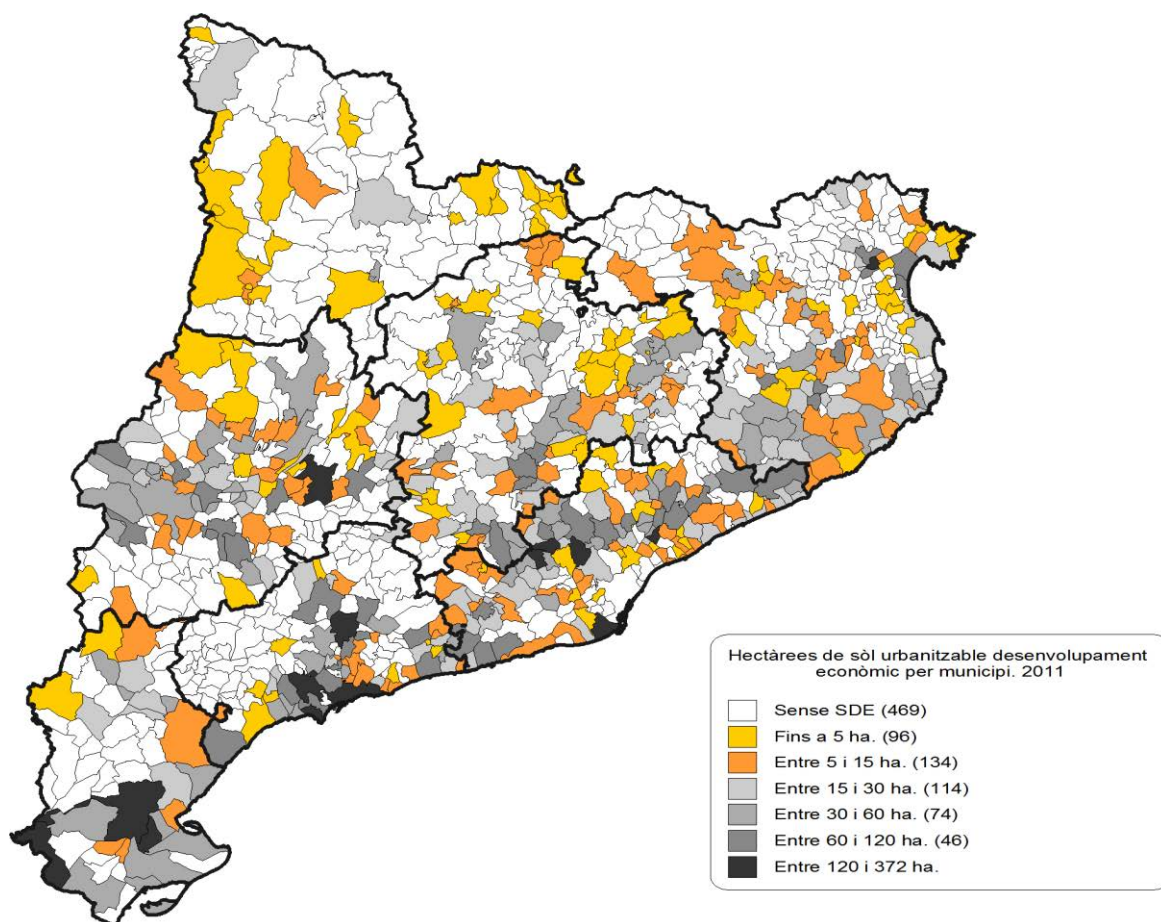 Hectàrees de sòl urbanitzable desenvolupament
econòmic per municipi. 2011
Sense SDE (469)
Fins a 5 ha. (96)
Entre 5 i 15 ha. (134)
Entre 15 i 30 ha. (114)
Entre 30 i 60 ha. (74)
Entre 60 i 120 ha. (46)
Entre 120 i 372 ha.